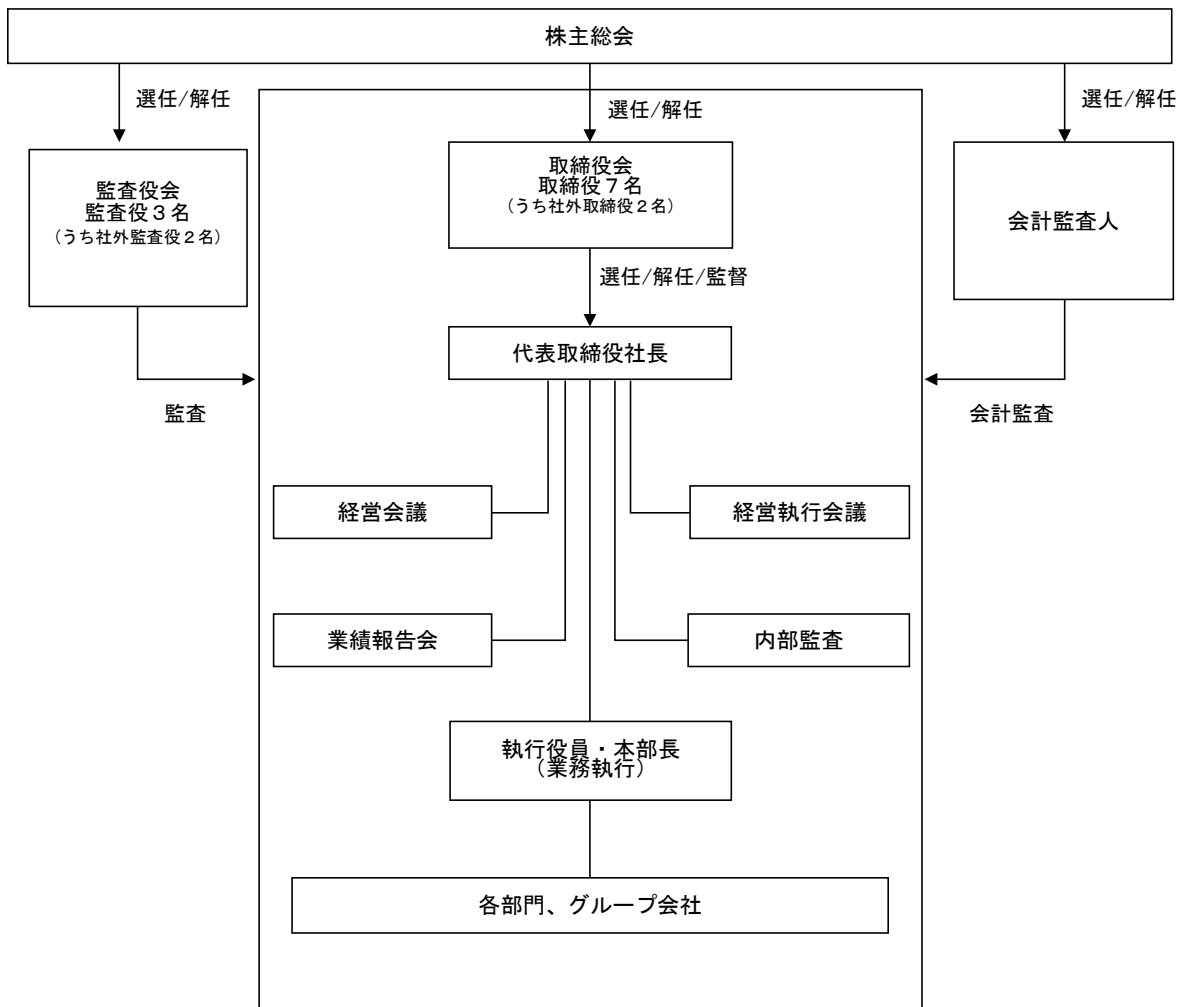 株主総会
選任/解任
選任/解任
選任/解任
監査役会
監査役３名
（うち社外監査役２名）
取締役会
取締役７名
（うち社外取締役２名）
会計監査人
選任/解任/監督
代表取締役社長
監査
会計監査
経営会議
経営執行会議
業績報告会
内部監査
執行役員・本部長
（業務執行）
各部門、グループ会社